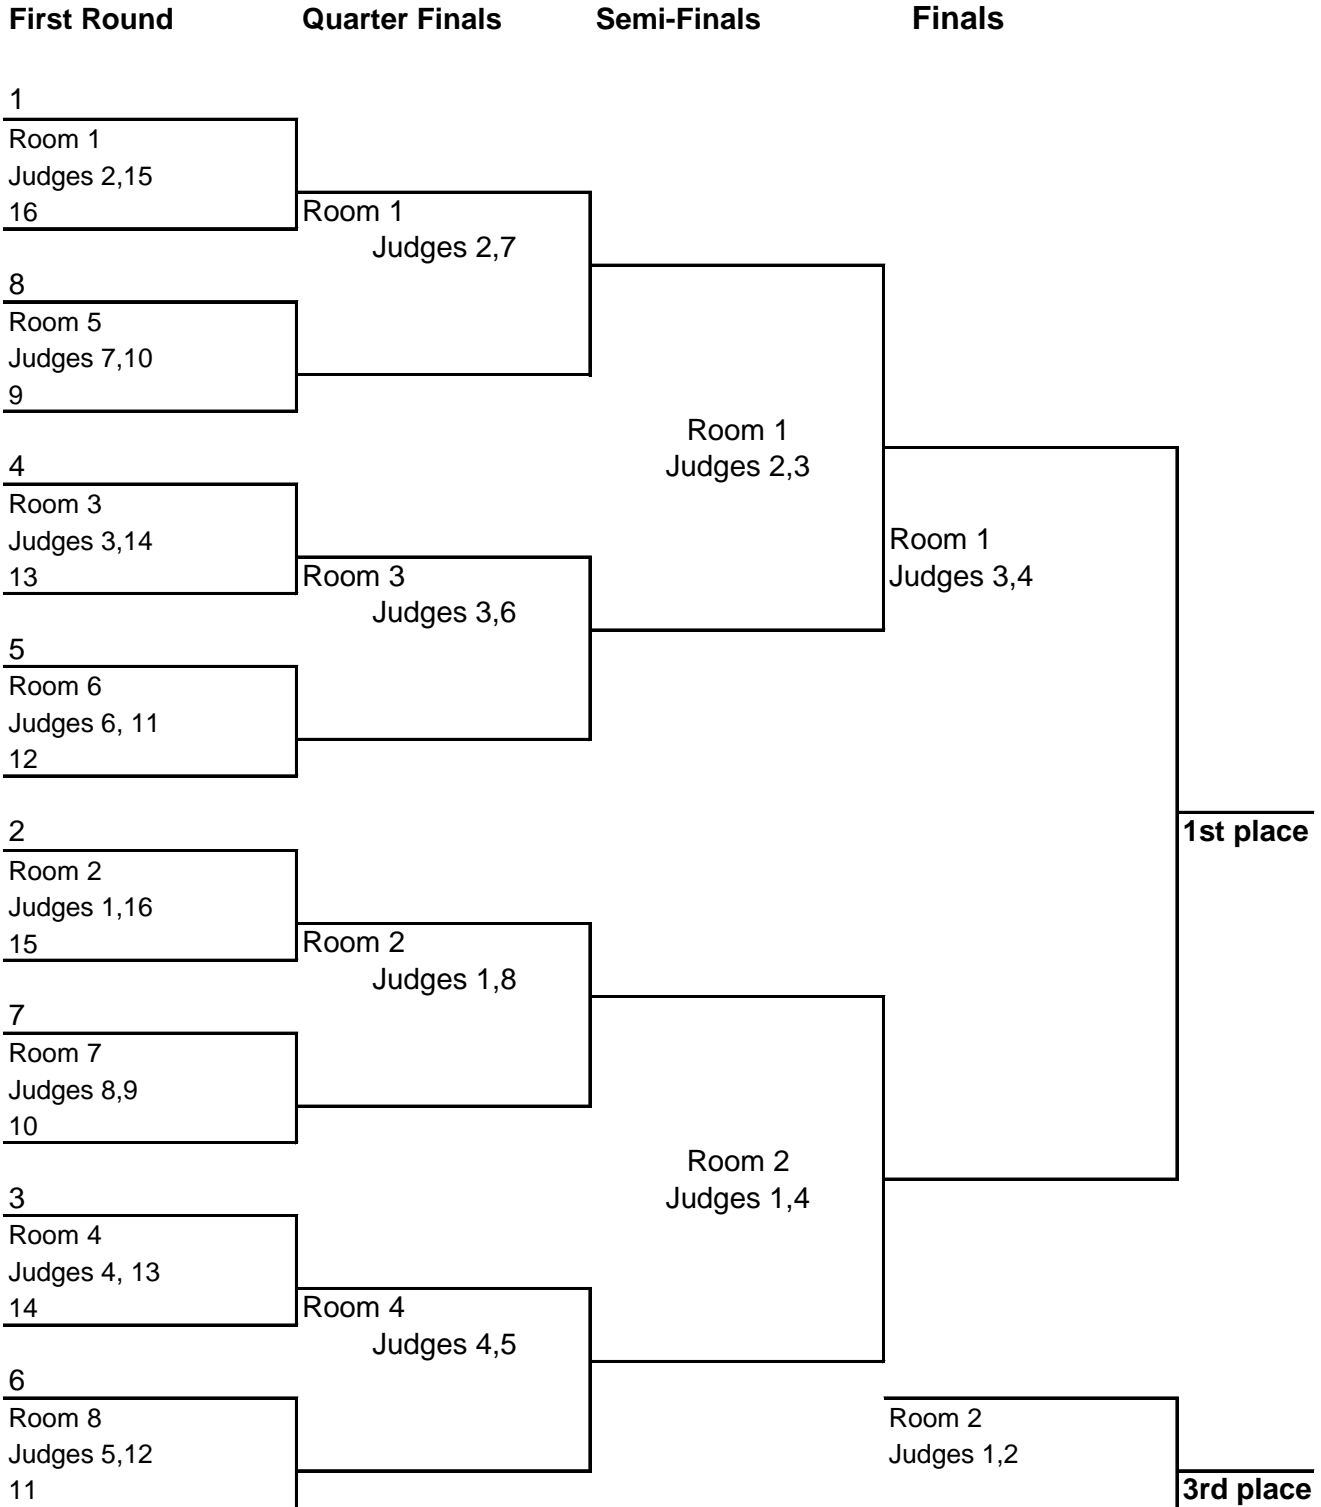 First Round
Quarter Finals
Semi-Finals
Finals
1
Room 1
Judges 2,15
16
Room 1
Judges 2,7
8
Room 5
Judges 7,10
9
Room 1
Judges 2,3
4
Room 3
Judges 3,14
13
Room 3
Judges 3,6
Room 1
Judges 3,4
5
Room 6
Judges 6, 11
12
1st place
2
Room 2
Judges 1,16
15
Room 2
Judges 1,8
7
Room 7
Judges 8,9
10
Room 2
Judges 1,4
3
Room 4
Judges 4, 13
14
Room 4
Judges 4,5
6
Room 8
Judges 5,12
11
Room 2
Judges 1,2
3rd place